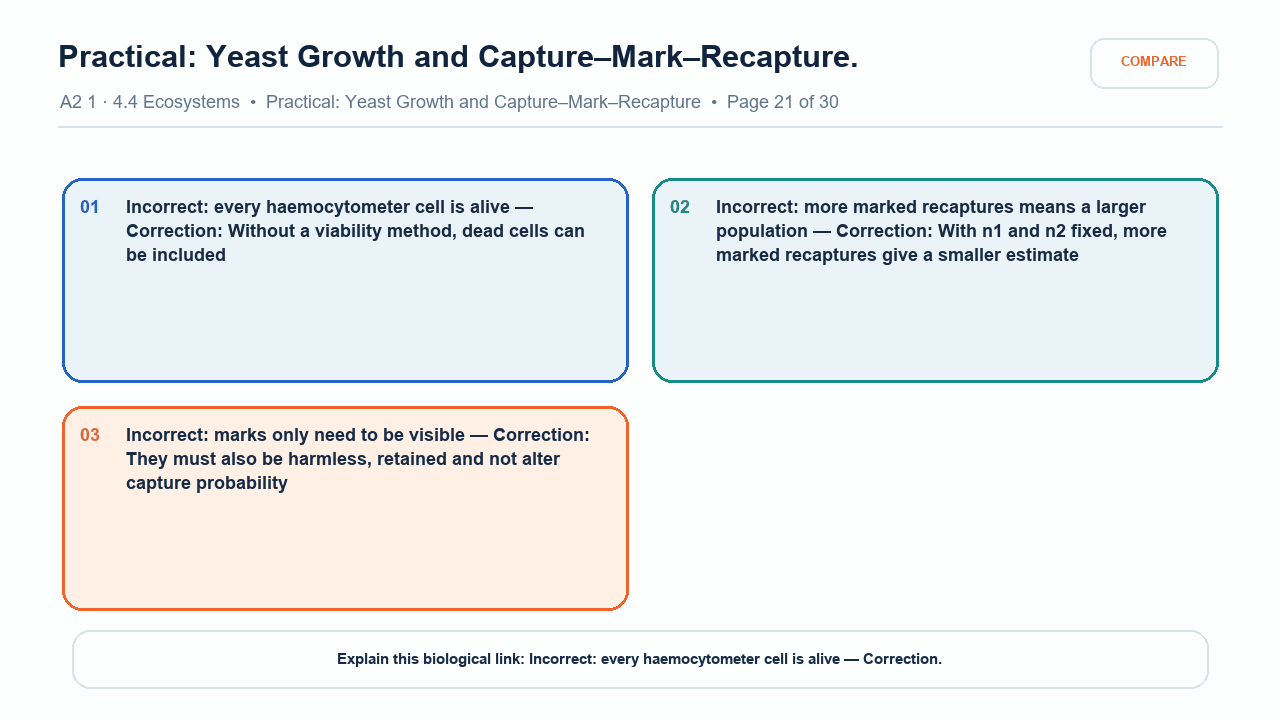 Practical: Yeast Growth and Capture–Mark–Recapture.
COMPARE
A2 1 · 4.4 Ecosystems • Practical: Yeast Growth and Capture–Mark–Recapture • Page 21 of 30
01
Incorrect: every haemocytometer cell is alive —
Correction: Without a viability method, dead cells can
be included
02
Incorrect: more marked recaptures means a larger
population — Correction: With n1 and n2 fixed, more
marked recaptures give a smaller estimate
03
Incorrect: marks only need to be visible — Correction:
They must also be harmless, retained and not alter
capture probability
Explain this biological link: Incorrect: every haemocytometer cell is alive — Correction.